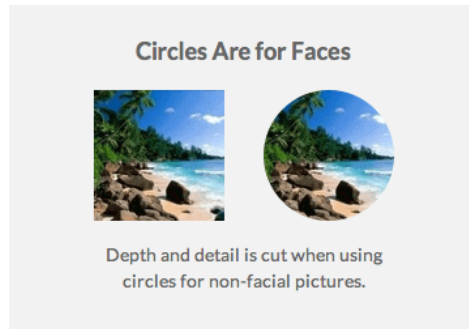 Circles Are for Faces
Depth and detail is cut when using
circles for non-facial pictures.